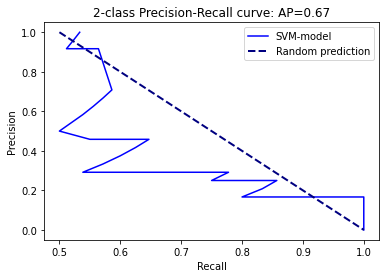 2-class Precision-Recall curve: AP=0.67
SVM-model
Random prediction
1.0
0.8
0.6
0.4
0.2
0.0
Precision
0.5
0.6
0.7
0.8
0.9
1.0
Recall